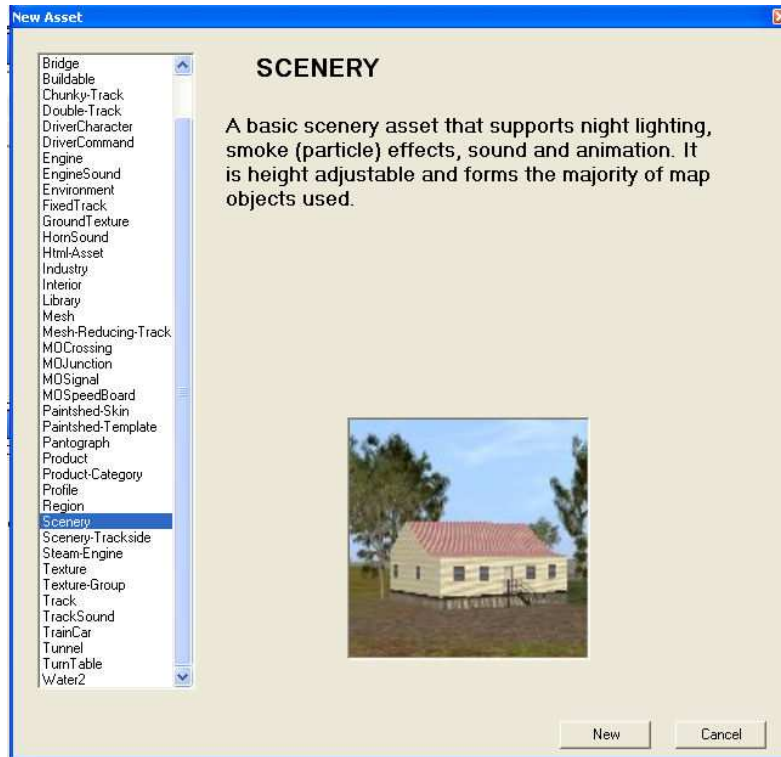 New Asset
Bridge
Buildable
Chunky-Track
Double-Track
DriverCharacter
DriverCommand
Engine
EngineSound
Environment
FixedTrack
GroundTexture
HornSound
Html-Asset
Industry
Interior
Library
Mesh
Mesh-Reducing-Track
MOCrossing
MOJunction
MOSignal
MOSpeedBoard
Paintshed-Skin
Paintshed-Template
Pantograph
Product
Product-Category
Profile
Region
Scenery
Scenery-Trackside
Steam-Engine
Texture
Texture-Group
Track
TrackSound
TrainCar
Tunnel
TurnTable
Water2
SCENERY
A basic scenery asset that supports night lighting,
smoke (particle) effects, sound and animation. It
is height adjustable and forms the majority of map
objects used.
New
Cancel